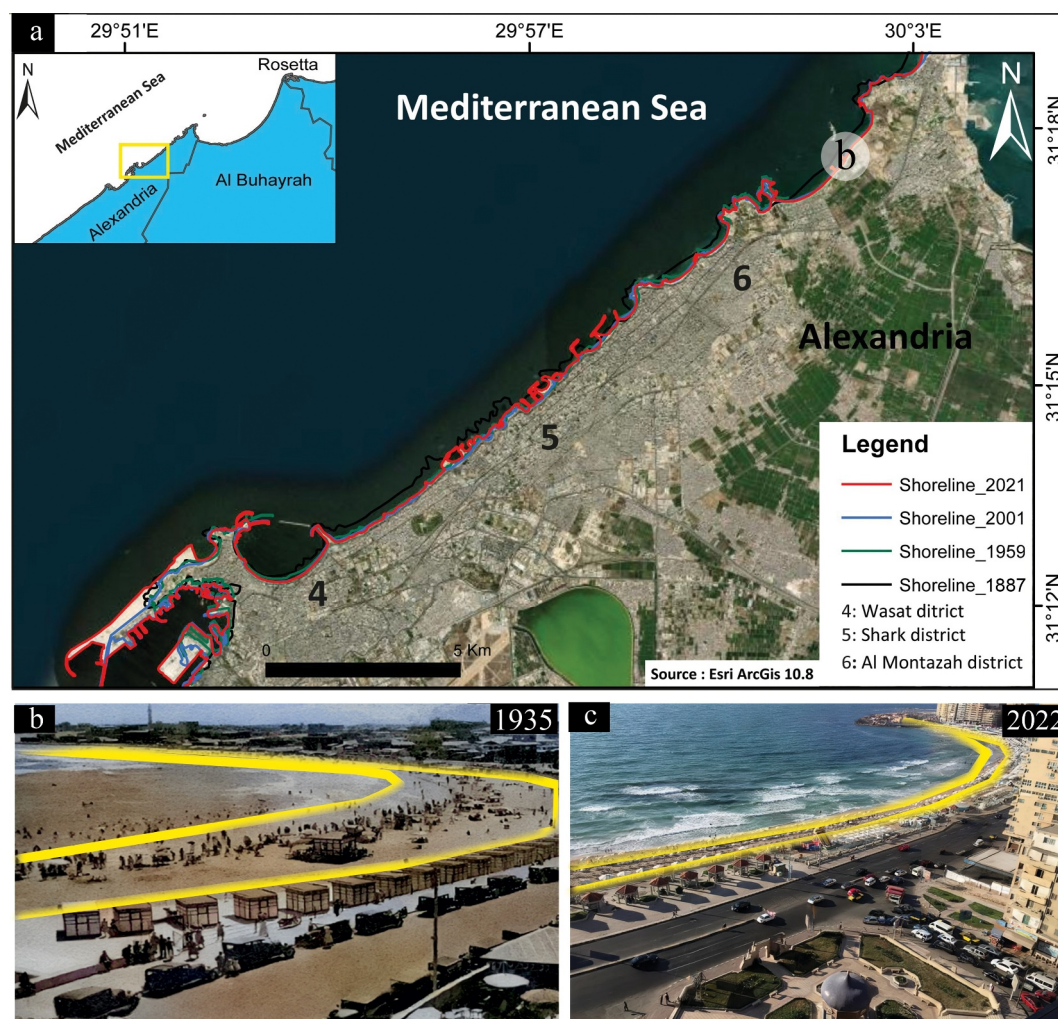 a
29°51'E
29°57'E
30°3'E
N
Rosetta
Mediterranean Sea
Al Buhayrah
Alexandria
Mediterranean Sea
N
b
31°18'N
6
Alexandria
31°15'N
5
4
31°12'N
Legend
Shoreline_2021
Shoreline_2001
Shoreline_1959
Shoreline_1887
4: Wasat ditrict
5: Shark district
6: Al Montazah district
0
5 Km
Source : Esri ArcGis 10.8
b
1935
c
2022